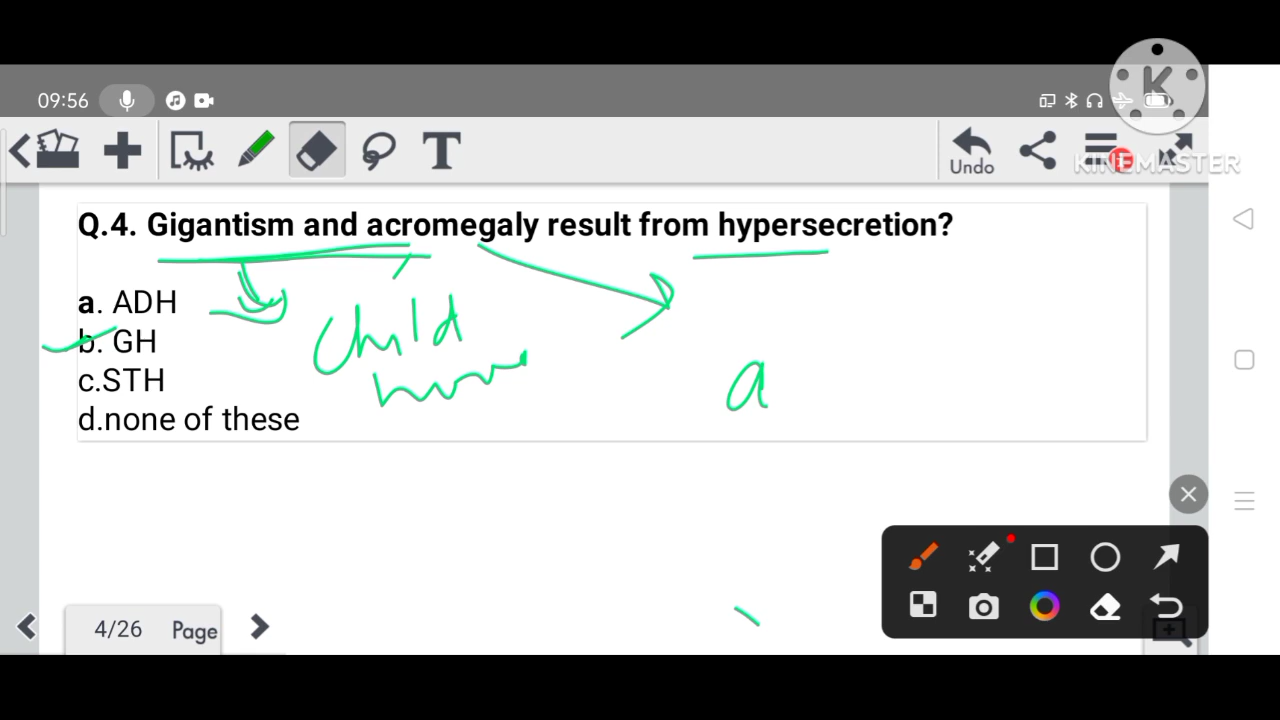 09:56
Undo
KINEMASTER
Q.4. Gigantism and acromegaly result from hypersecretion?
a. ADH
b. GH
c.STH
d.none of these
Child
a
4/26 Page